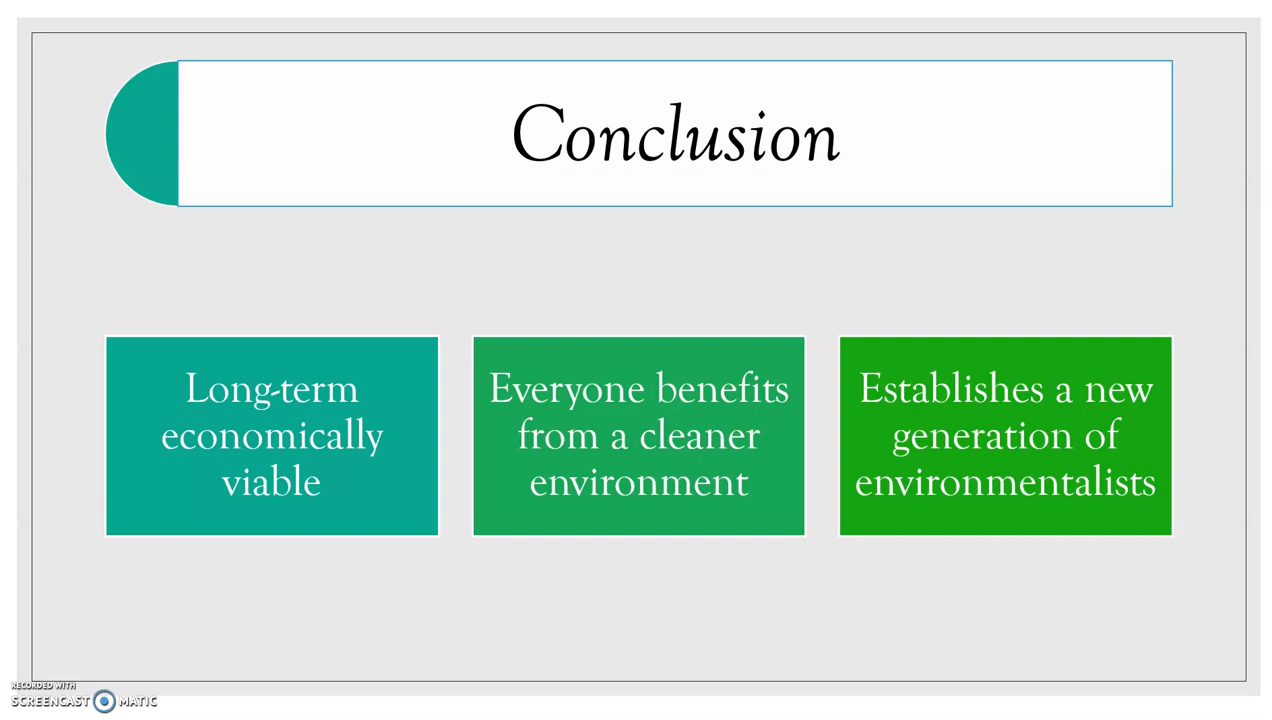 Conclusion
Long-term
economically
viable
Everyone benefits
from a cleaner
environment
Establishes a new
generation of
environmentalists
RECORDED WITH
SCREENCAST MATIC